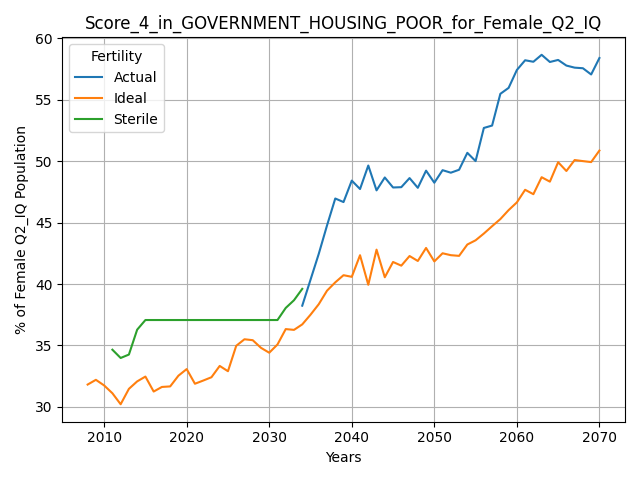 Score_4_in_GOVERNMENT_HOUSING_POOR_for_Female_Q2_IQ
Fertility
Actual
Ideal
Sterile
% of Female Q2_IQ Population
60
55
50
45
40
35
30
2010
2020
2030
2040
2050
2060
2070
Years